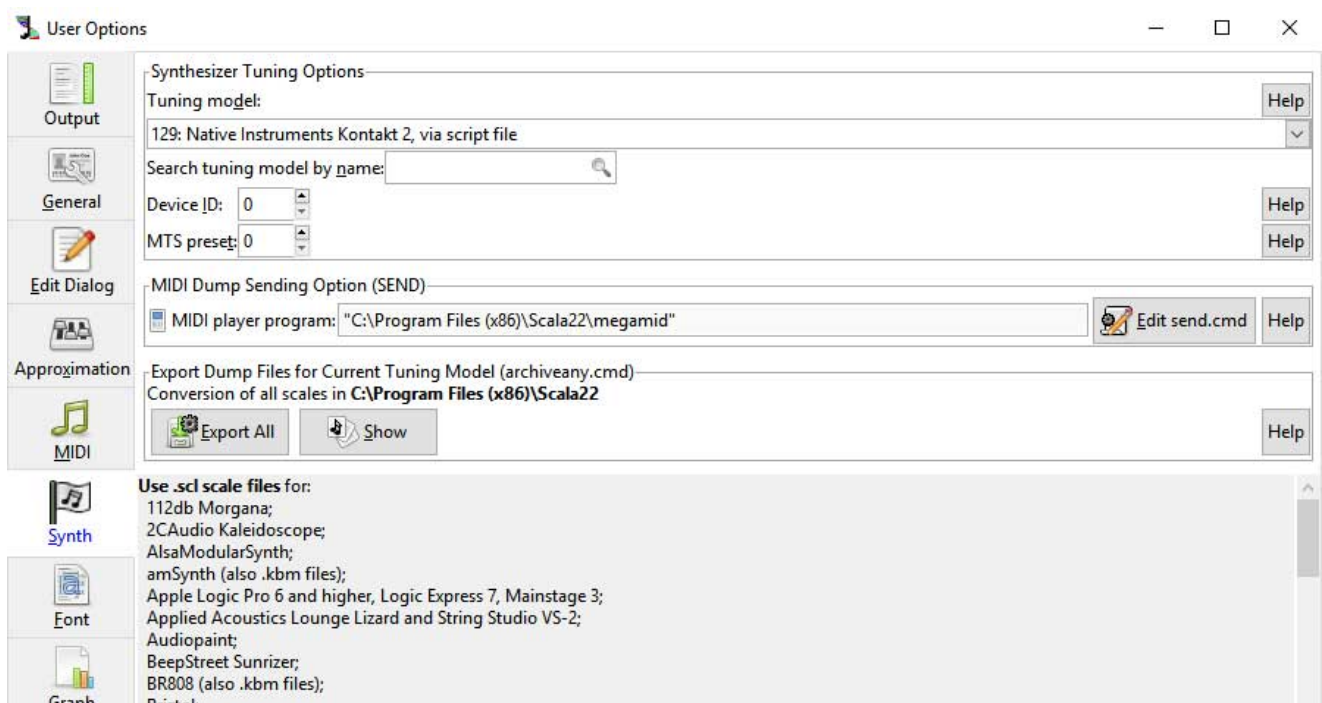 User Options
Output
General
Edit Dialog
Approximation
MIDI
Synth
Font
Graph
Synthesizer Tuning Options
Tuning model:
Help
129: Native Instruments Kontakt 2, via script file
Search tuning model by name:
Device ID: 0
Help
MTS preset: 0
Help
MIDI Dump Sending Option (SEND)
MIDI player program: "C:\Program Files (x86)\Scala22\megamid"
Edit send.cmd
Help
Export Dump Files for Current Tuning Model (archiveany.cmd)
Conversion of all scales in C:\Program Files (x86)\Scala22
Export All
Show
Help
Use .scl scale files for:
112db Morgana;
2CAudio Kaleidoscope;
AlsaModularSynth;
amSynth (also .kbm files);
Apple Logic Pro 6 and higher, Logic Express 7, Mainstage 3;
Applied Acoustics Lounge Lizard and String Studio VS-2;
Audiopaint;
BeepStreet Sunrizer;
BR808 (also .kbm files);